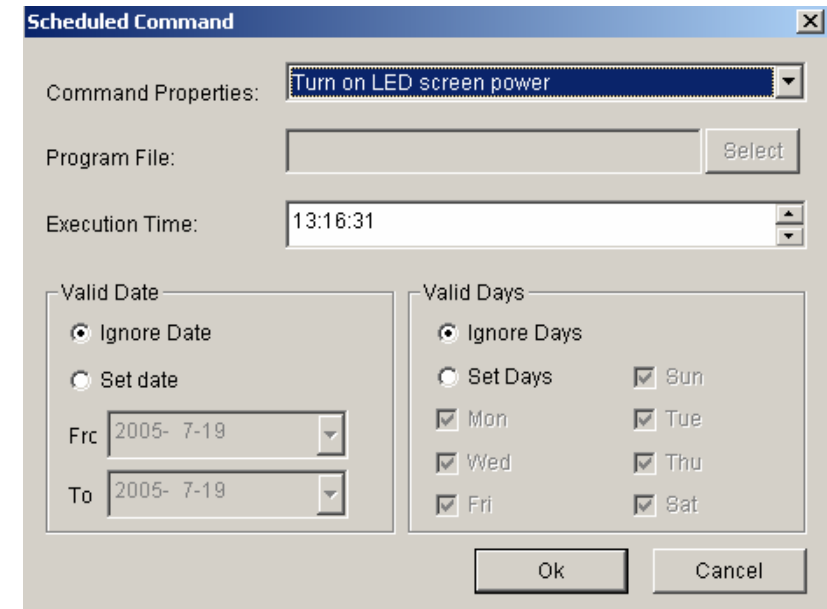 Scheduled Command
Command Properties: Turn on LED screen power
Program File: Select
Execution Time: 13:16:31
Valid Date
Ignore Date
Set date
Frc 2005- 7-19
To 2005- 7-19
Valid Days
Ignore Days
Set Days Sun
Mon Tue
Wed Thu
Fri Sat
Ok Cancel